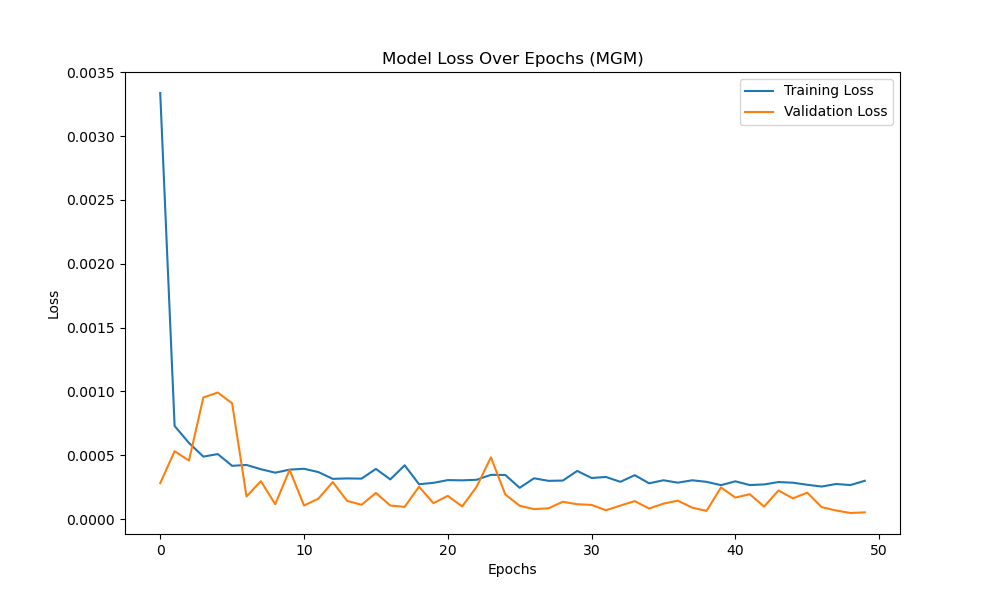 Model Loss Over Epochs (MGM)
0.0035
0.0030
0.0025
0.0020
0.0015
0.0010
0.0005
0.0000
Loss
Training Loss
Validation Loss
0 10 20 30 40 50
Epochs